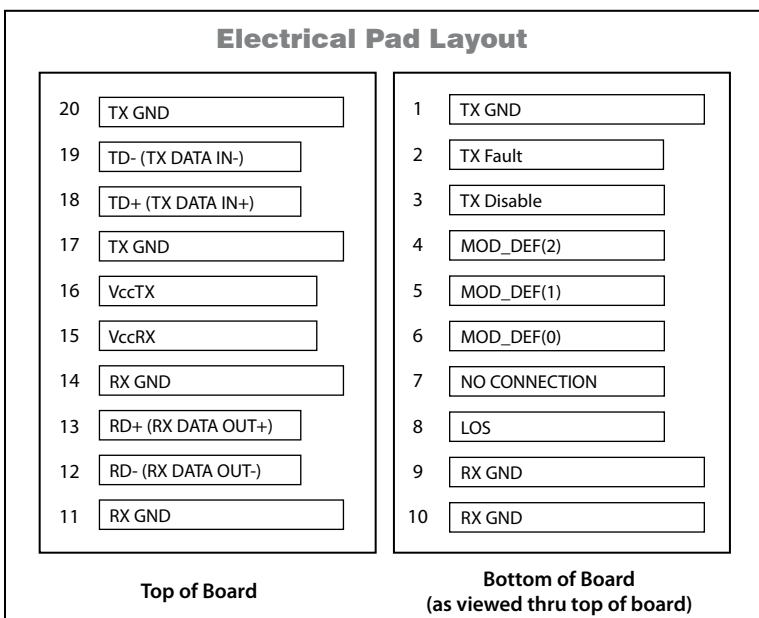 Electrical Pad Layout
20 TX GND
19 TD- (TX DATA IN-)
18 TD+ (TX DATA IN+)
17 TX GND
16 VccTX
15 VccRX
14 RX GND
13 RD+ (RX DATA OUT+)
12 RD- (RX DATA OUT-)
11 RX GND
Top of Board
1 TX GND
2 TX Fault
3 TX Disable
4 MOD_DEF(2)
5 MOD_DEF(1)
6 MOD_DEF(0)
7 NO CONNECTION
8 LOS
9 RX GND
10 RX GND
Bottom of Board
(as viewed thru top of board)